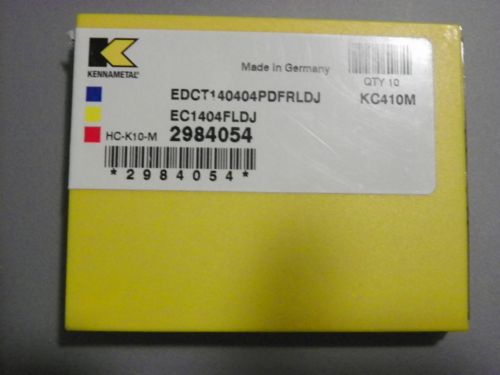 KENNAMETAL®
Made in Germany
QTY 10
EDCT140404PDFRLDJ KC410M
EC1404FLDJ
HC-K10-M 2984054
*2984054*